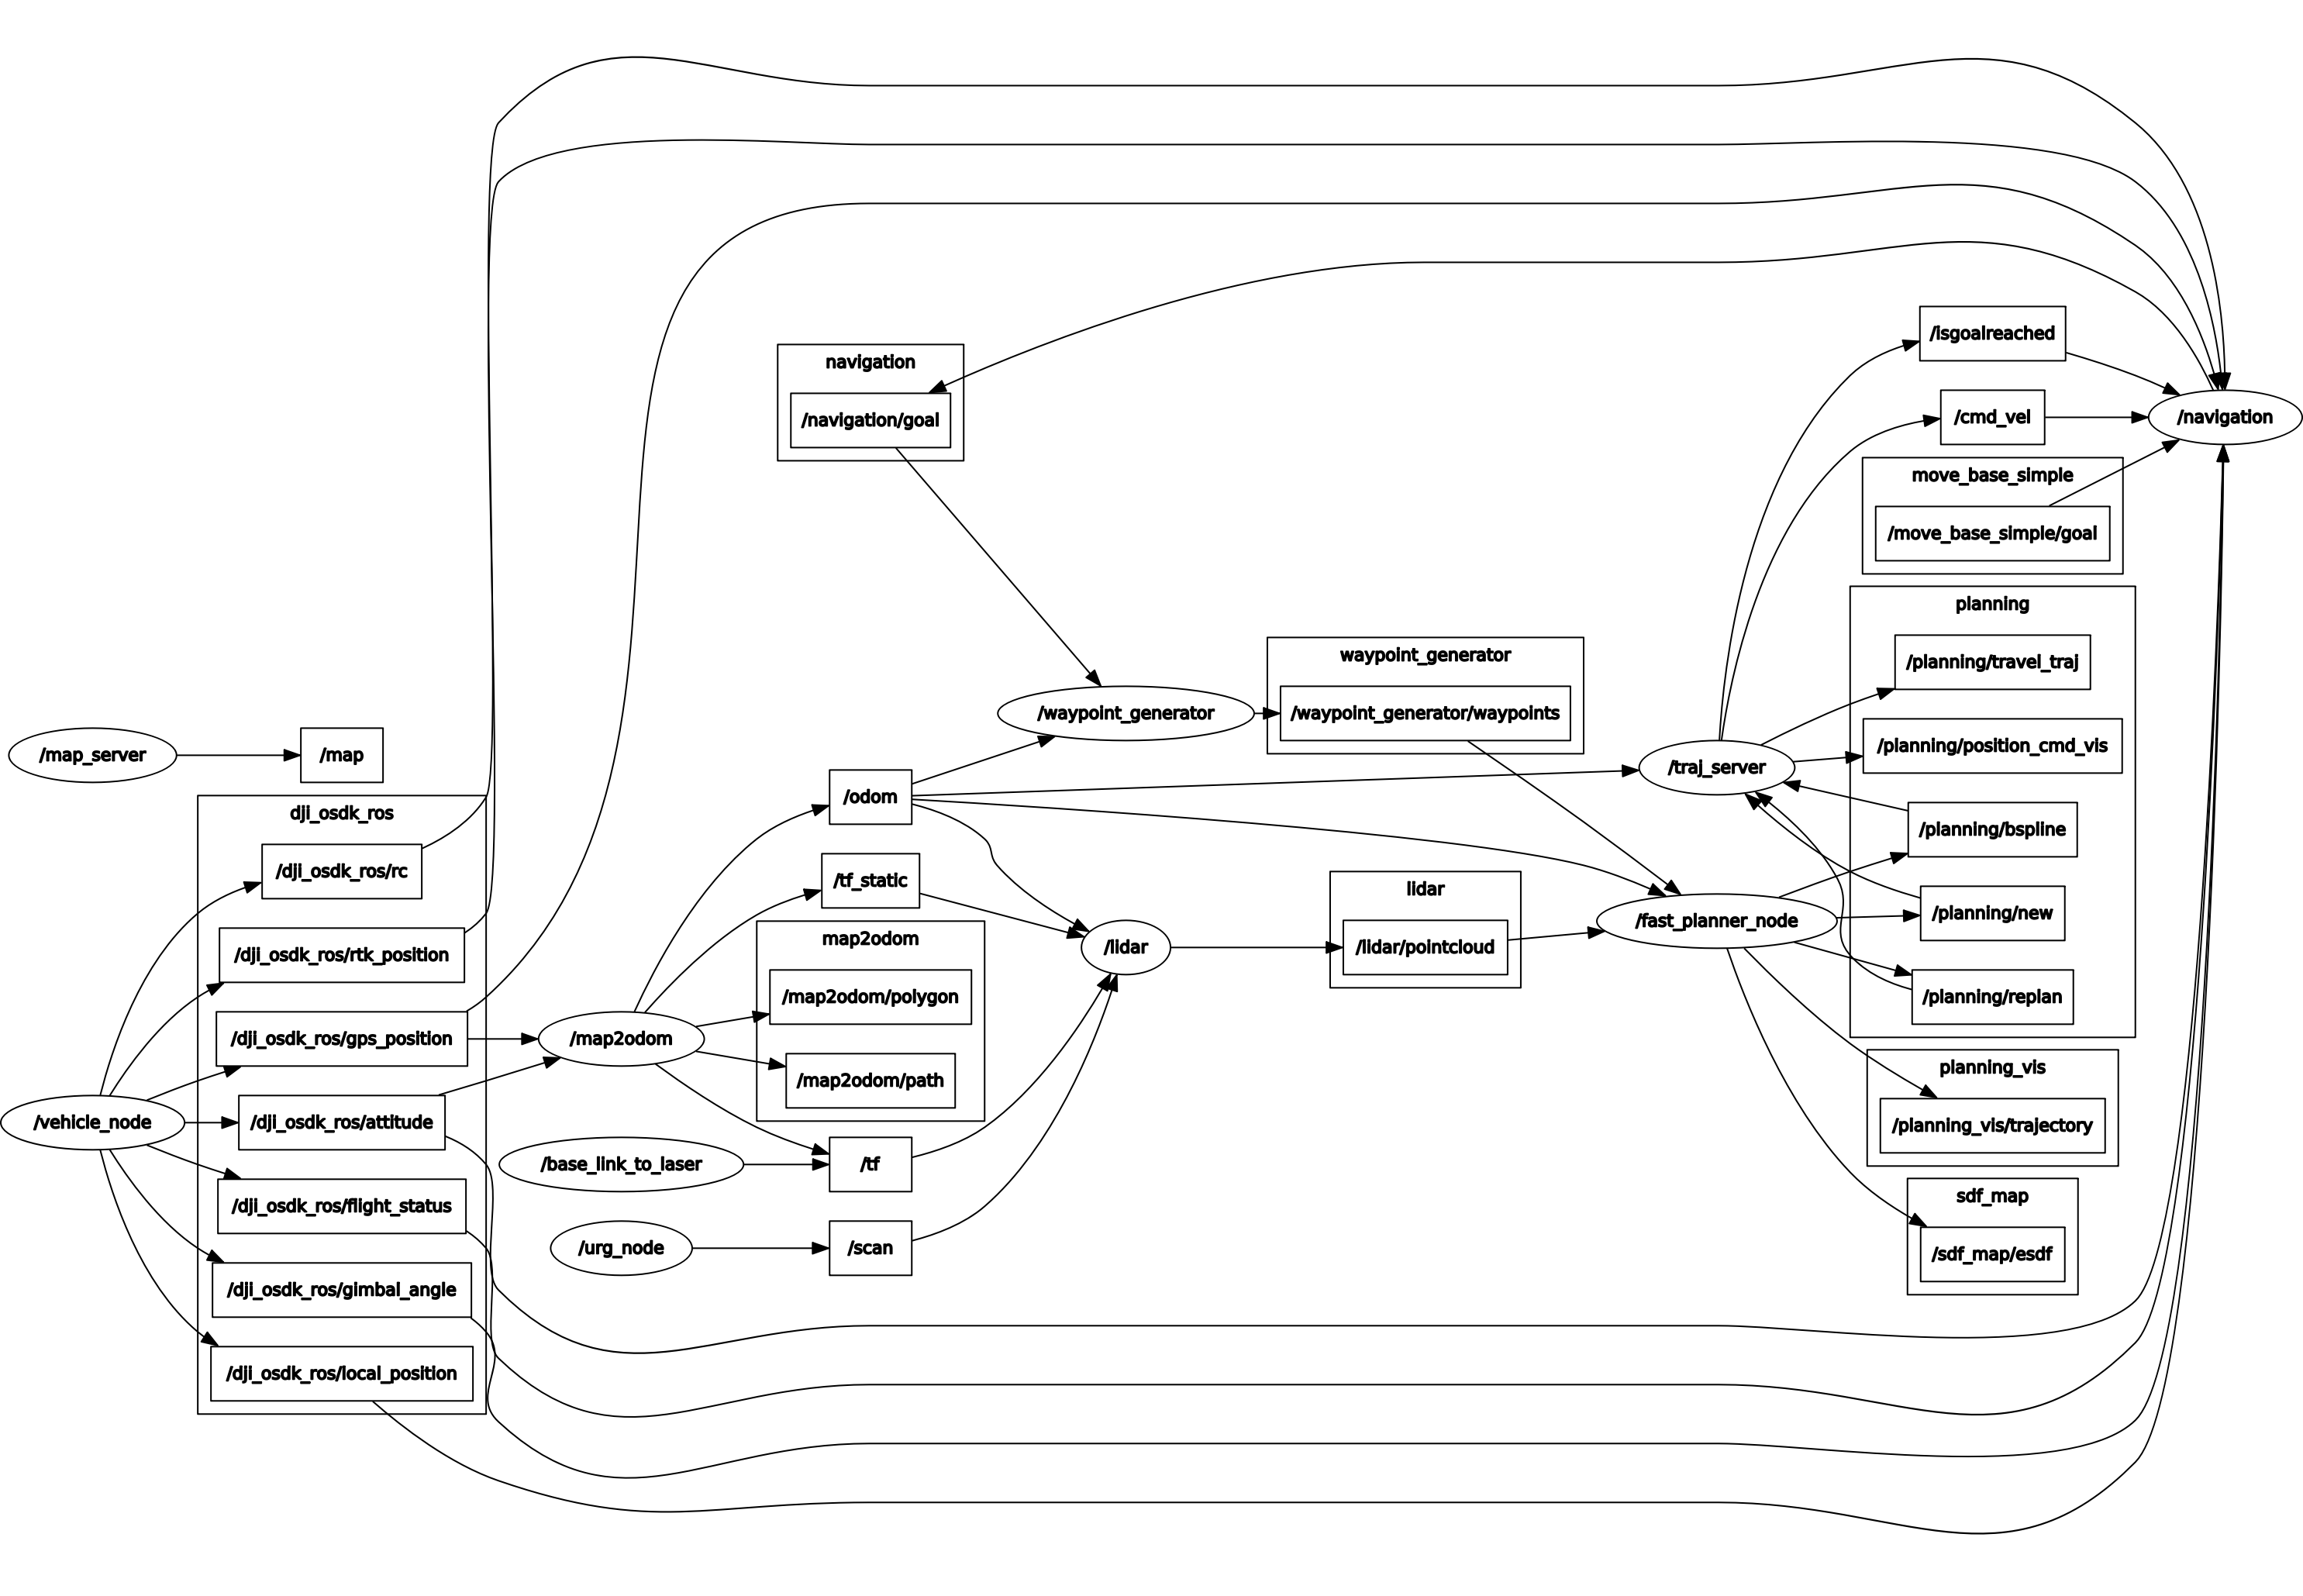 /map_server
/map
dji_osdk_ros
/dji_osdk_ros/rc
/dji_osdk_ros/rtk_position
/dji_osdk_ros/gps_position
/vehicle_node
/dji_osdk_ros/attitude
/dji_osdk_ros/flight_status
/dji_osdk_ros/gimbal_angle
/dji_osdk_ros/local_position
navigation
/navigation/goal
/odom
/tf_static
map2odom
/map2odom/polygon
/map2odom
/map2odom/path
/base_link_to_laser
/tf
/urg_node
/scan
/waypoint_generator
waypoint_generator
/waypoint_generator/waypoints
/lidar
lidar
/lidar/pointcloud
/traj_server
/fast_planner_node
/isgoalreached
/cmd_vel
/navigation
move_base_simple
/move_base_simple/goal
planning
/planning/travel_traj
/planning/position_cmd_vis
/planning/bspline
/planning/new
/planning/replan
planning_vis
/planning_vis/trajectory
sdf_map
/sdf_map/esdf